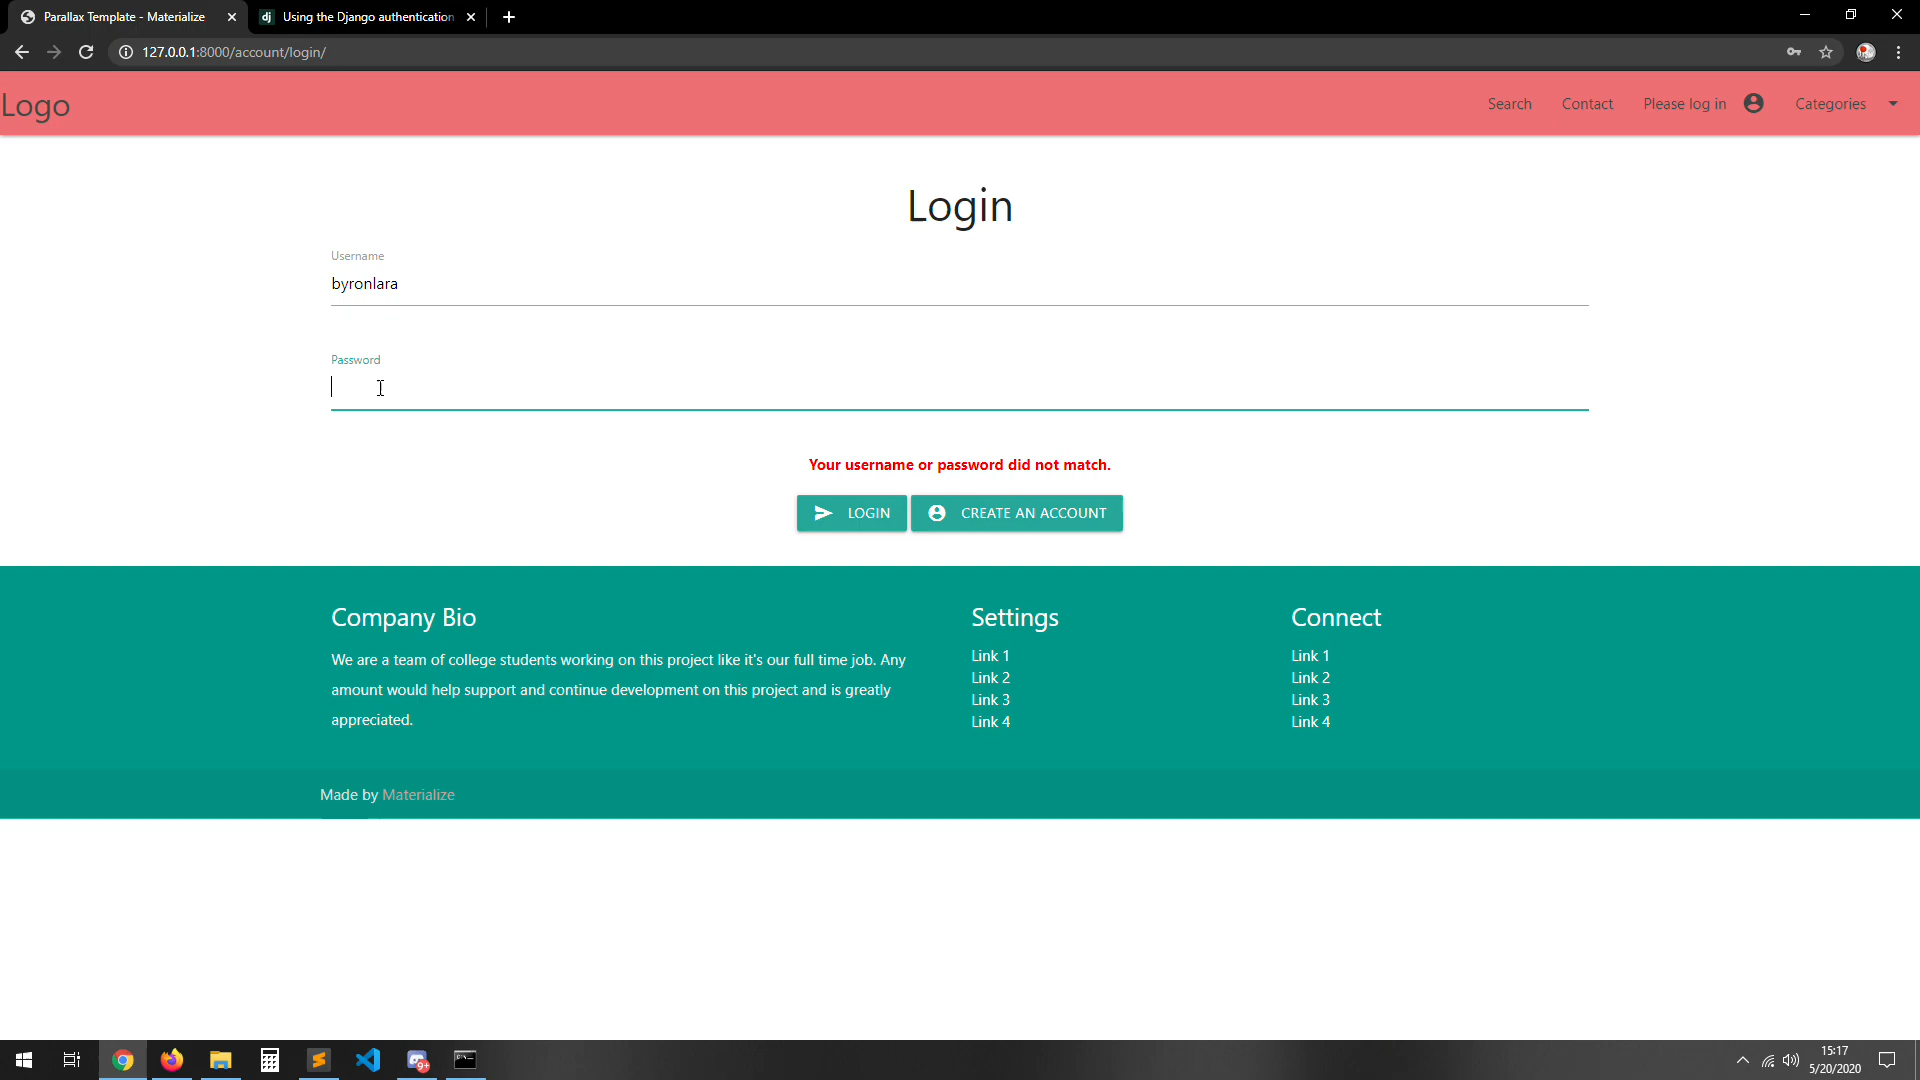 Parallax Template - Materialize
Using the Django authentication
127.0.0.1:8000/account/login/
Logo
Search
Contact
Please log in
Categories
Login
Username
byronlara
Password
Your username or password did not match.
LOGIN
CREATE AN ACCOUNT
Company Bio
We are a team of college students working on this project like it's our full time job. Any
amount would help support and continue development on this project and is greatly
appreciated.
Settings
Link 1
Link 2
Link 3
Link 4
Connect
Link 1
Link 2
Link 3
Link 4
Made by Materialize
9+
15:17
5/20/2020